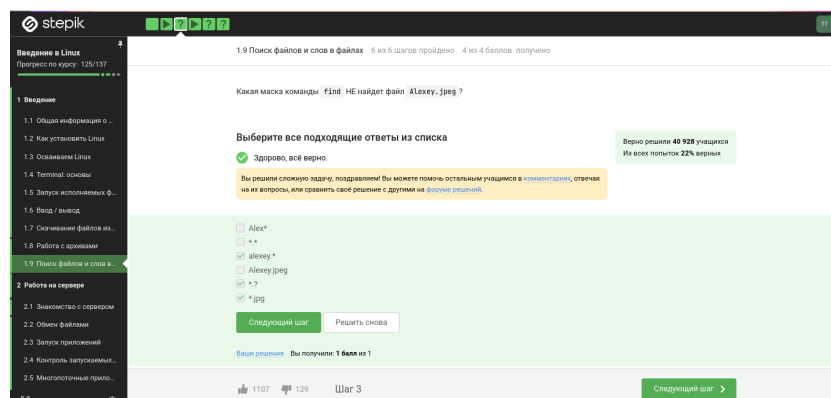 stepik
Введение в Linux
Прогресс по курсу: 125/137
1 Введение
1.1 Общая информация о ...
1.2 Как установить Linux
1.3 Осваиваем Linux
1.4 Terminal: основы
1.5 Запуск исполняемых ф...
1.6 Ввод / вывод
1.7 Скачивание файлов из...
1.8 Работа с архивами
1.9 Поиск файлов и слов в...
2 Работа на сервере
2.1 Знакомство с сервером
2.2 Обмен файлами
2.3 Запуск приложений
2.4 Контроль запускаемых...
2.5 Многопоточные прило...
1.9 Поиск файлов и слов в файлах 6 из 6 шагов пройдено 4 из 4 баллов получено
Какая маска команды find НЕ найдет файл Alexey.jpeg ?
Выберите все подходящие ответы из списка
Здорово, всё верно.
Верно решили 40 928 учащихся
Из всех попыток 22% верных
Вы решили сложную задачу, поздравляем! Вы можете помочь остальным учащимся в комментариях, отвечая
на их вопросы, или сравнить своё решение с другими на форуме решений.
Alex*
*.*
alexey.*
Alexey.jpeg
*.?
*.jpg
Следующий шаг Решить снова
Ваши решения Вы получили: 1 балл из 1
1107 129 Шаг 3 Следующий шаг